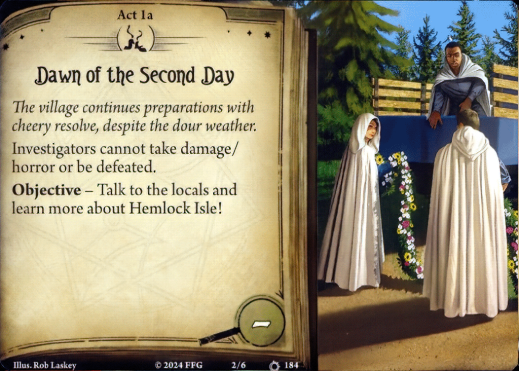 Act 1a
Dawn of the Second Day
The village continues preparations with
cheery resolve, despite the dour weather.
Investigators cannot take damage/
horror or be defeated.
Objective – Talk to the locals and
learn more about Hemlock Isle!
–
Illus. Rob Laskey © 2024 FFG 2/6 184